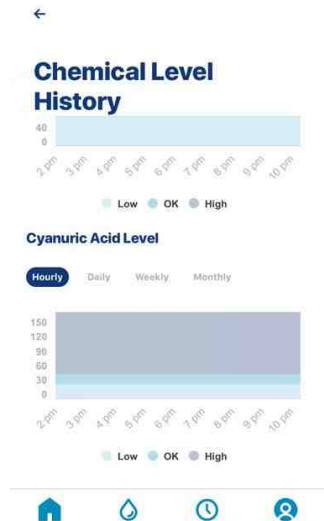 Chemical Level
History
40
0
2 pm 3 pm 4 pm 5 pm 6 pm 7 pm 8 pm 9 pm 10 pm
Low OK High
Cyanuric Acid Level
Hourly Daily Weekly Monthly
150
120
90
60
30
0
2 pm 3 pm 4 pm 5 pm 6 pm 7 pm 8 pm 9 pm 10 pm
Low OK High